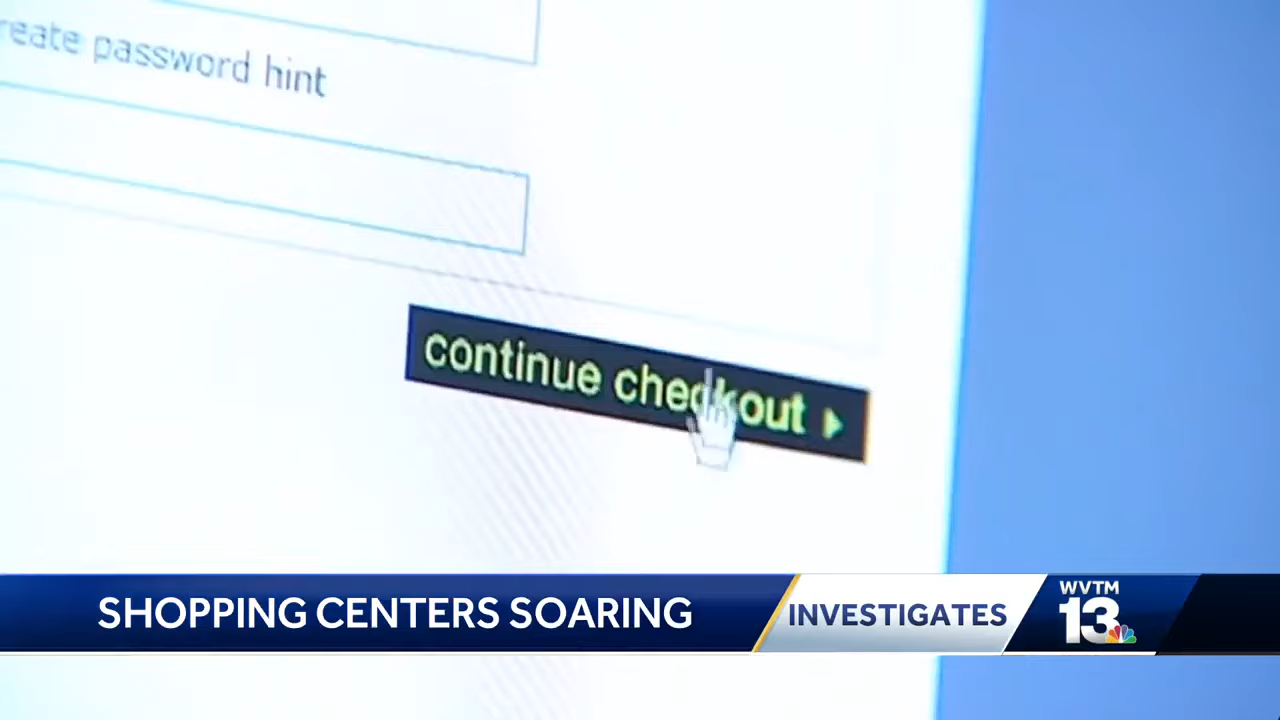 reate password hint
continue checkout
SHOPPING CENTERS SOARING
INVESTIGATES
WVTM
13